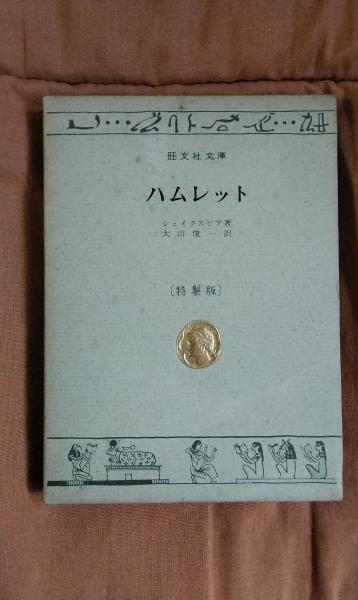 旺文社文庫
ハムレット
シェイクスピア著
大山俊一訳
〔特製版〕